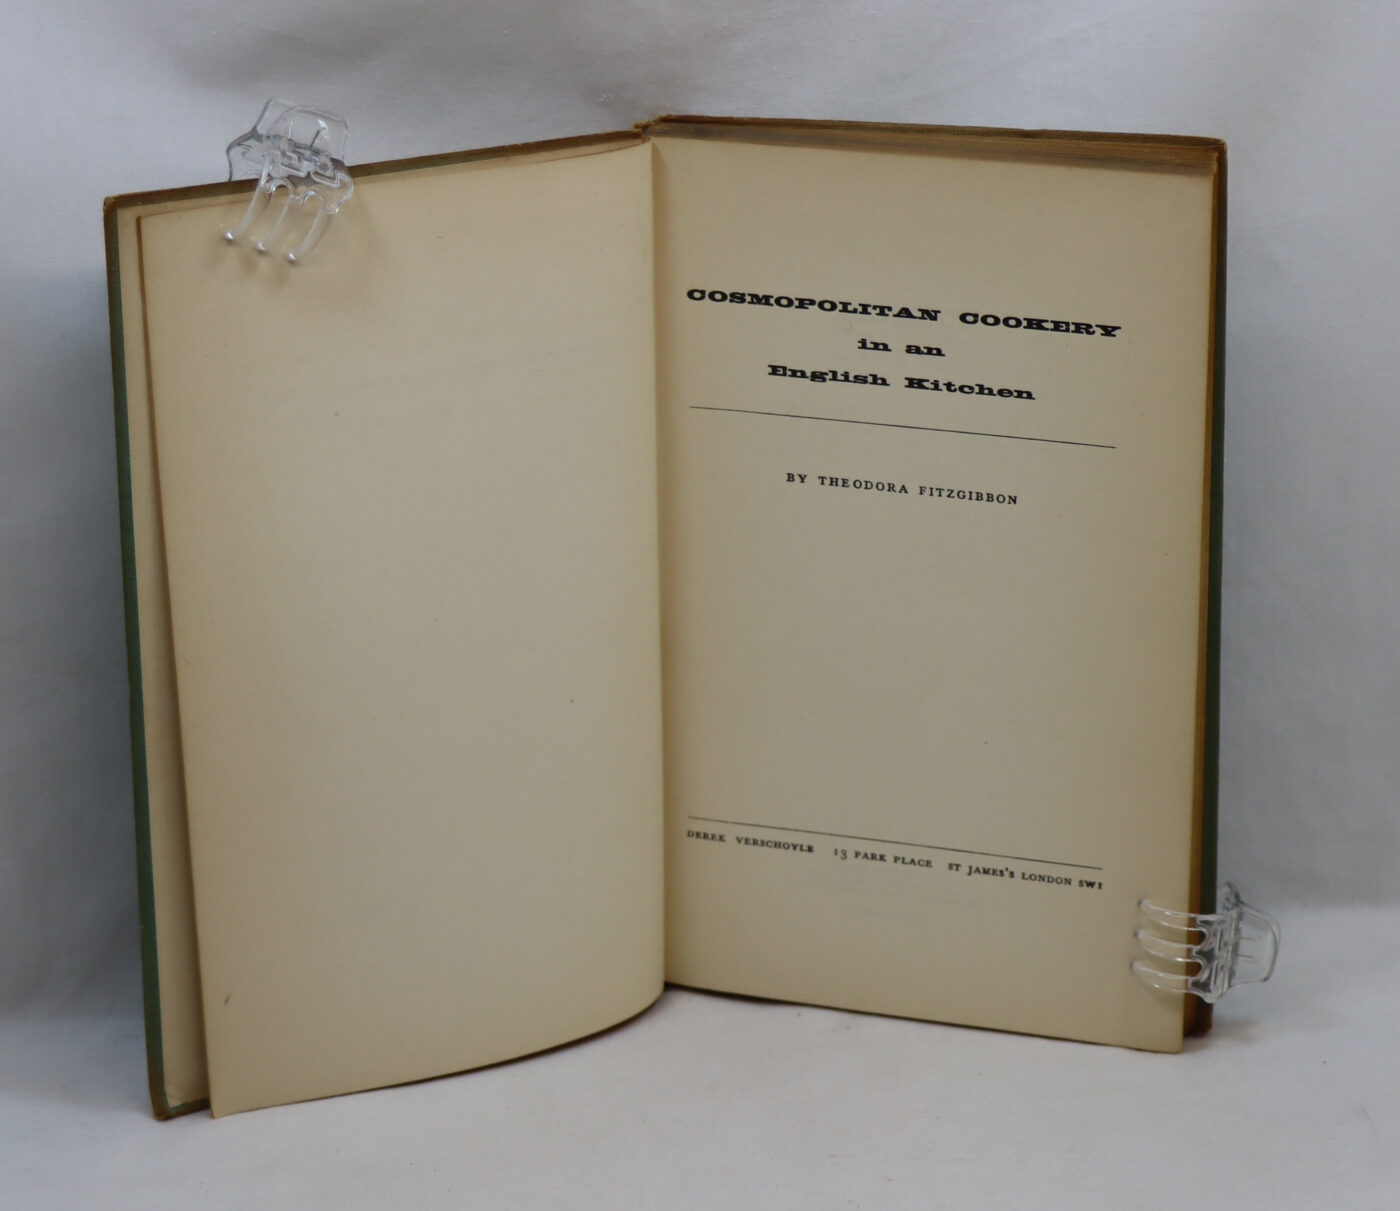 COSMOPOLITAN COOKERY
in an
English Kitchen
BY THEODORA FITZGIBBON
DEREK VERSCHOYLE 13 PARK PLACE ST JAMES'S LONDON SW1